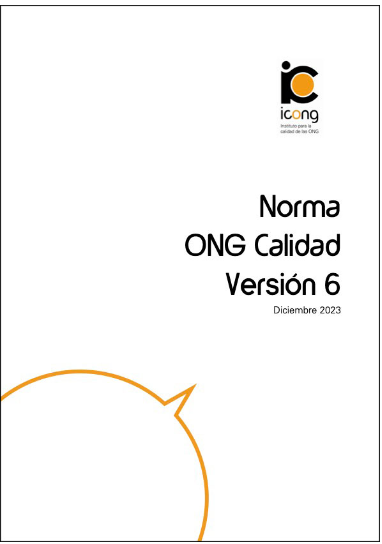 icong
Instituto para la
calidad de las ONG
Norma
ONG Calidad
Versión 6
Diciembre 2023